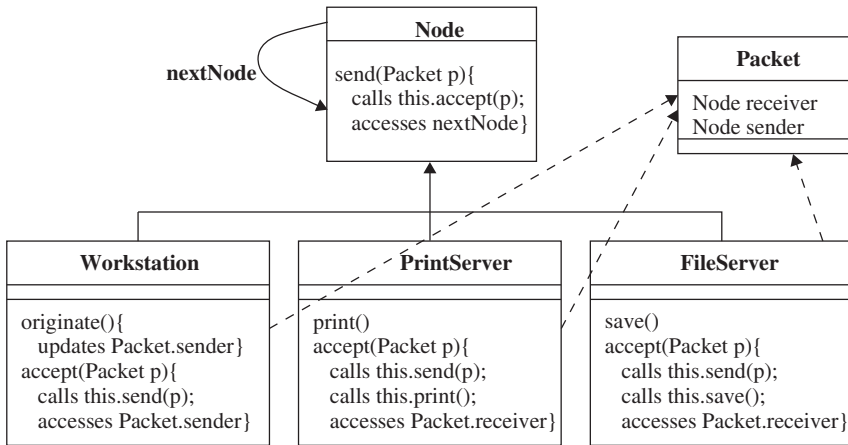 Node
nextNode
send(Packet p){
calls this.accept(p);
accesses nextNode}
Packet
Node receiver
Node sender
Workstation
originate(){
updates Packet.sender}
accept(Packet p){
calls this.send(p);
accesses Packet.sender}
PrintServer
print()
accept(Packet p){
calls this.send(p);
calls this.print();
accesses Packet.receiver}
FileServer
save()
accept(Packet p){
calls this.send(p);
calls this.save();
accesses Packet.receiver}